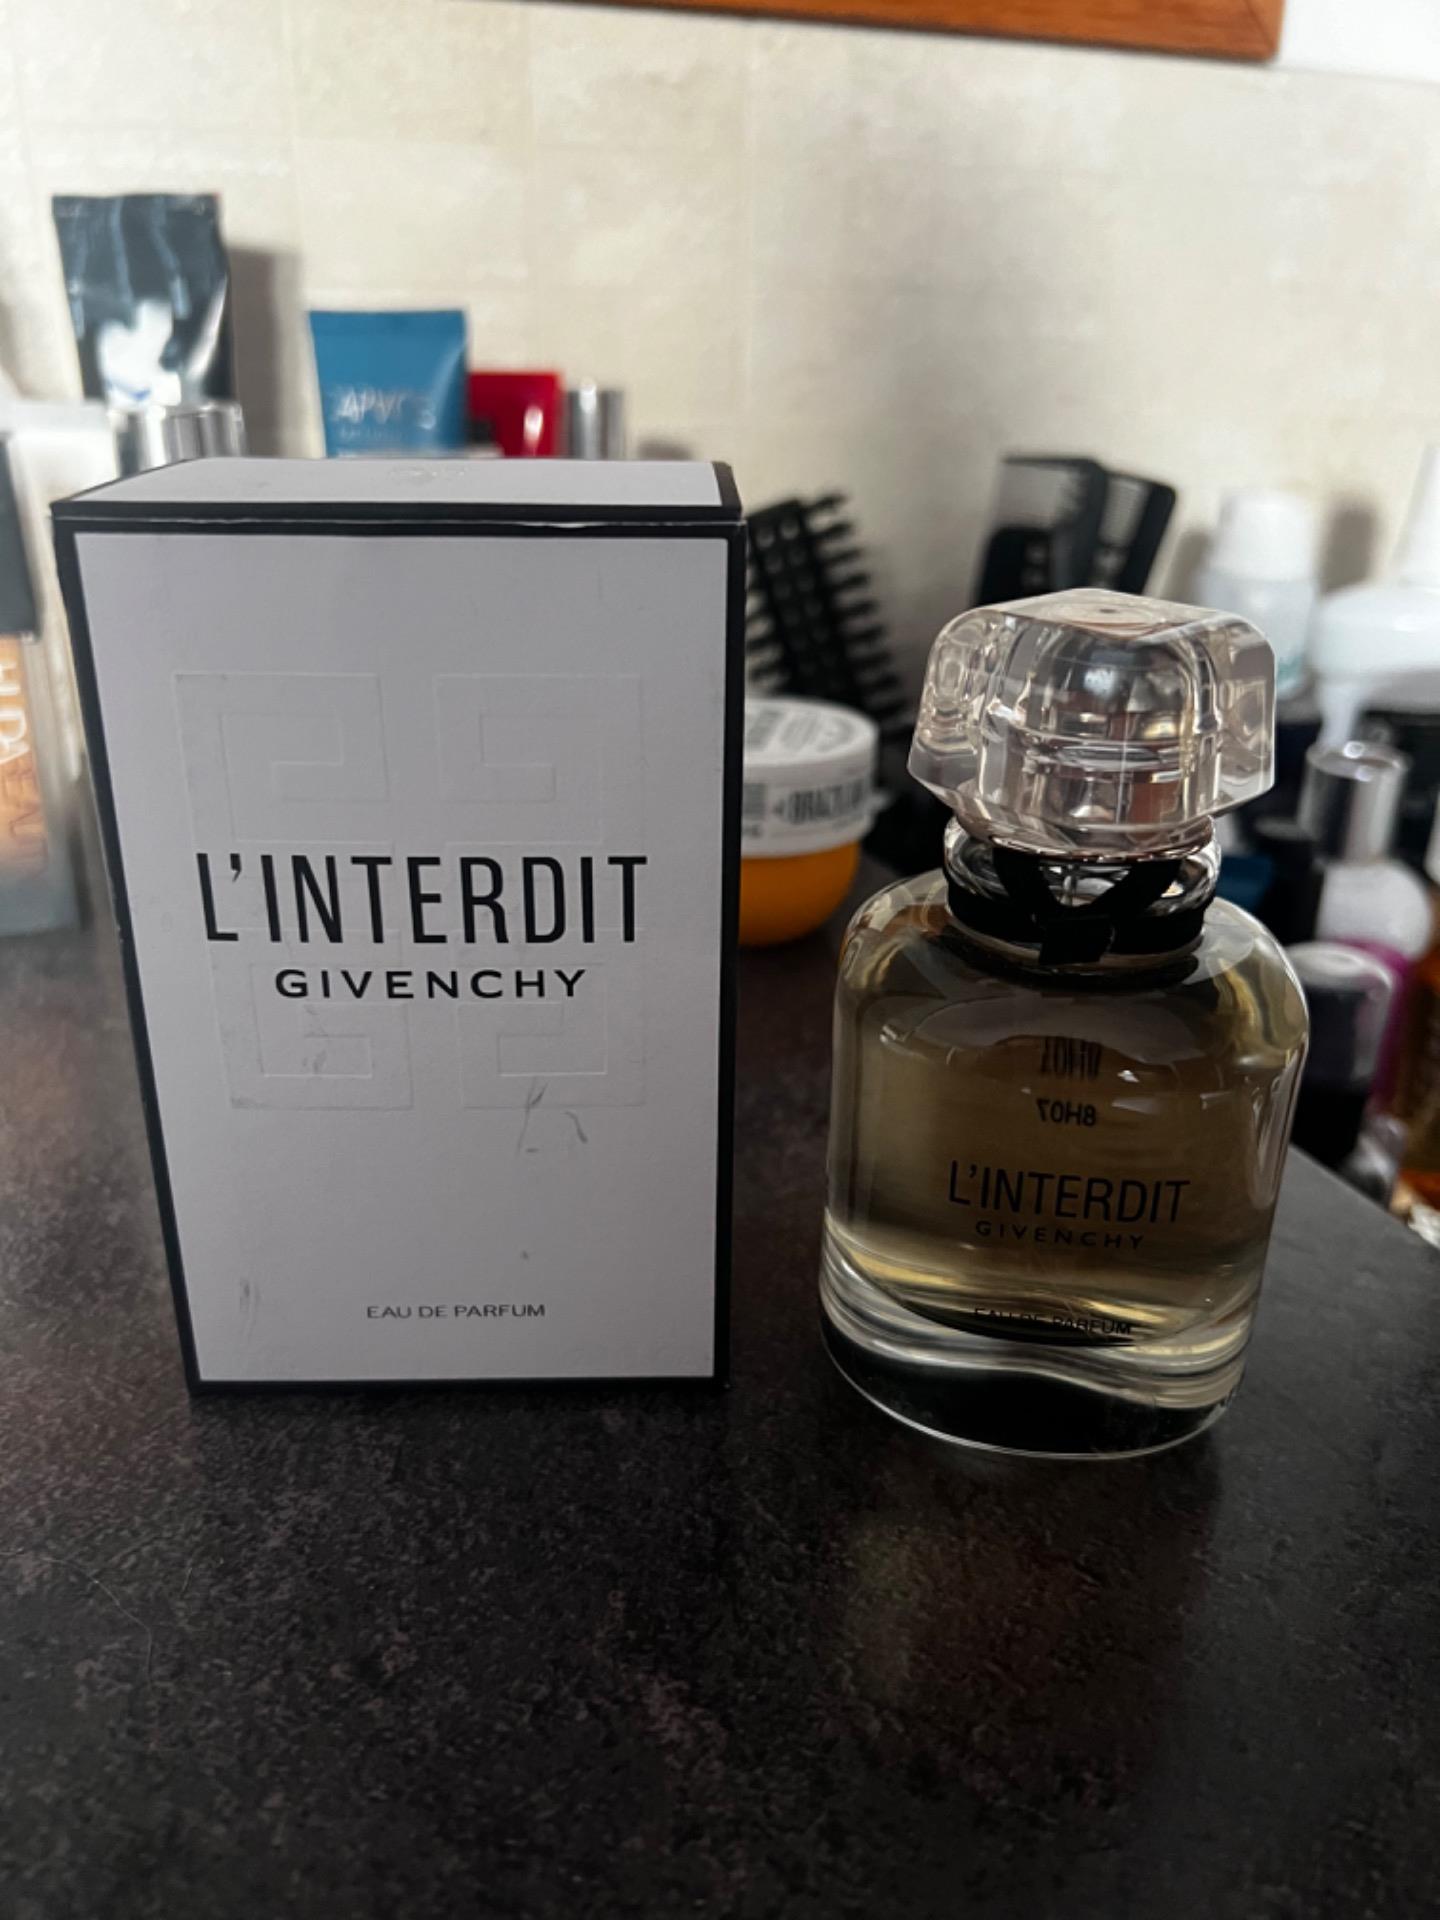 L'INTERDIT
GIVENCHY
EAU DE PARFUM
8H07
L'INTERDIT
GIVENCHY
EAU DE PARFUM